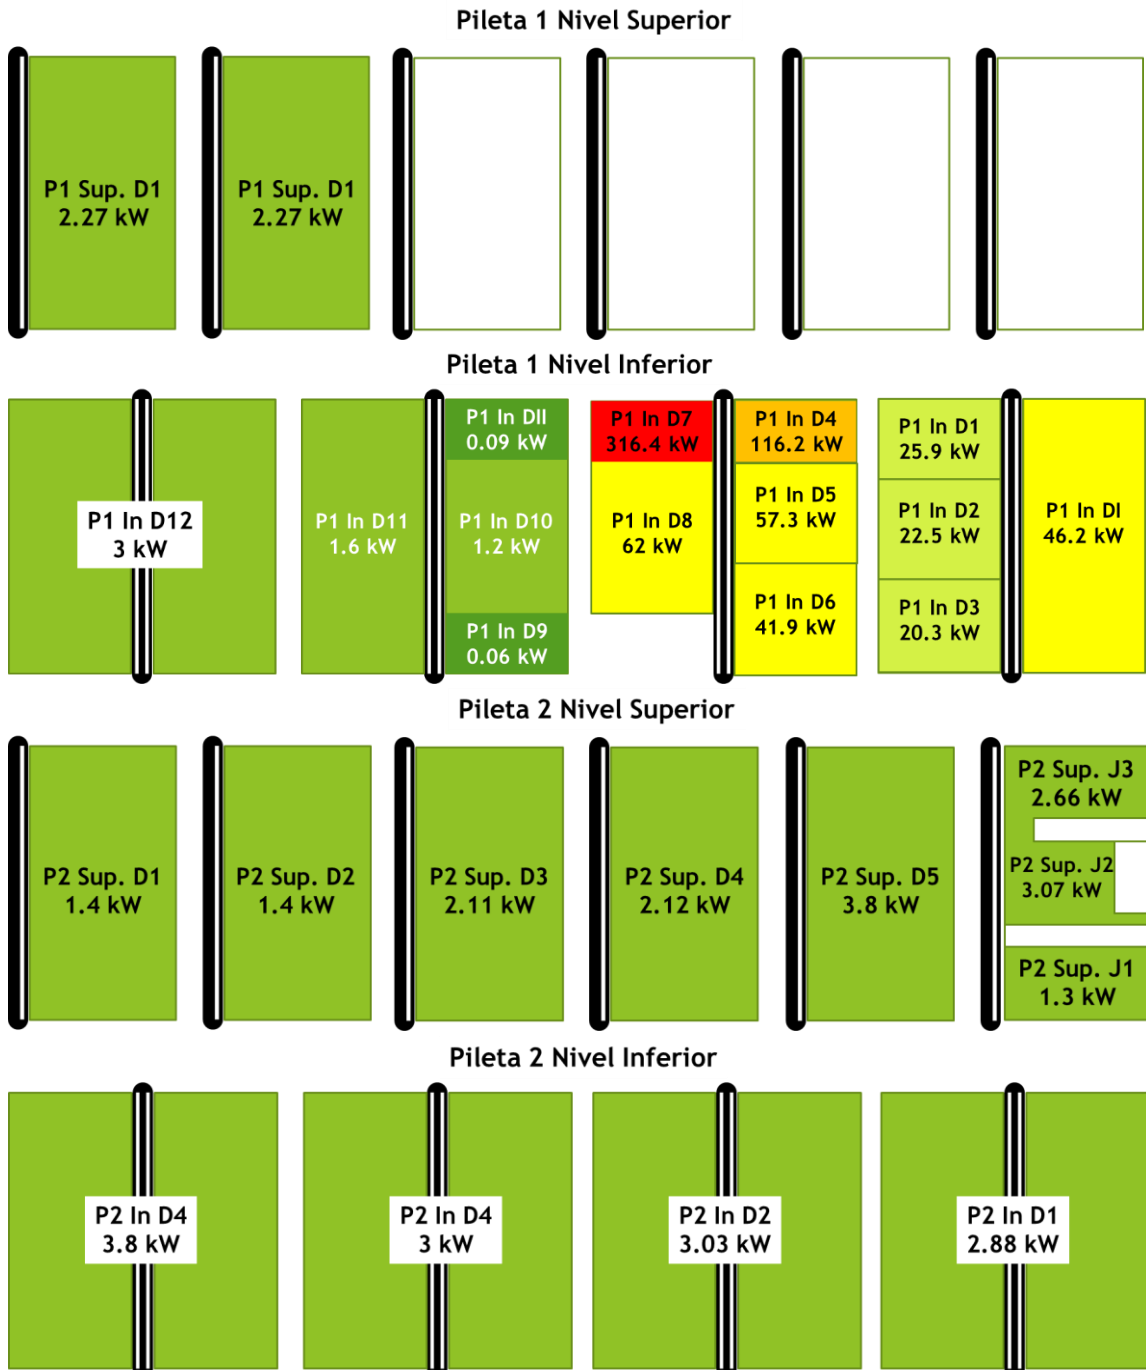 Pileta 1 Nivel Superior
P1 Sup. D1
2.27 kW
P1 Sup. D1
2.27 kW
Pileta 1 Nivel Inferior
P1 In D12
3 kW
P1 In D11
1.6 kW
P1 In DII
0.09 kW
P1 In D10
1.2 kW
P1 In D9
0.06 kW
P1 In D7
316.4 kW
P1 In D8
62 kW
P1 In D4
116.2 kW
P1 In D5
57.3 kW
P1 In D6
41.9 kW
P1 In D1
25.9 kW
P1 In D2
22.5 kW
P1 In D3
20.3 kW
P1 In DI
46.2 kW
Pileta 2 Nivel Superior
P2 Sup. D1
1.4 kW
P2 Sup. D2
1.4 kW
P2 Sup. D3
2.11 kW
P2 Sup. D4
2.12 kW
P2 Sup. D5
3.8 kW
P2 Sup. J3
2.66 kW
P2 Sup. J2
3.07 kW
P2 Sup. J1
1.3 kW
Pileta 2 Nivel Inferior
P2 In D4
3.8 kW
P2 In D4
3 kW
P2 In D2
3.03 kW
P2 In D1
2.88 kW